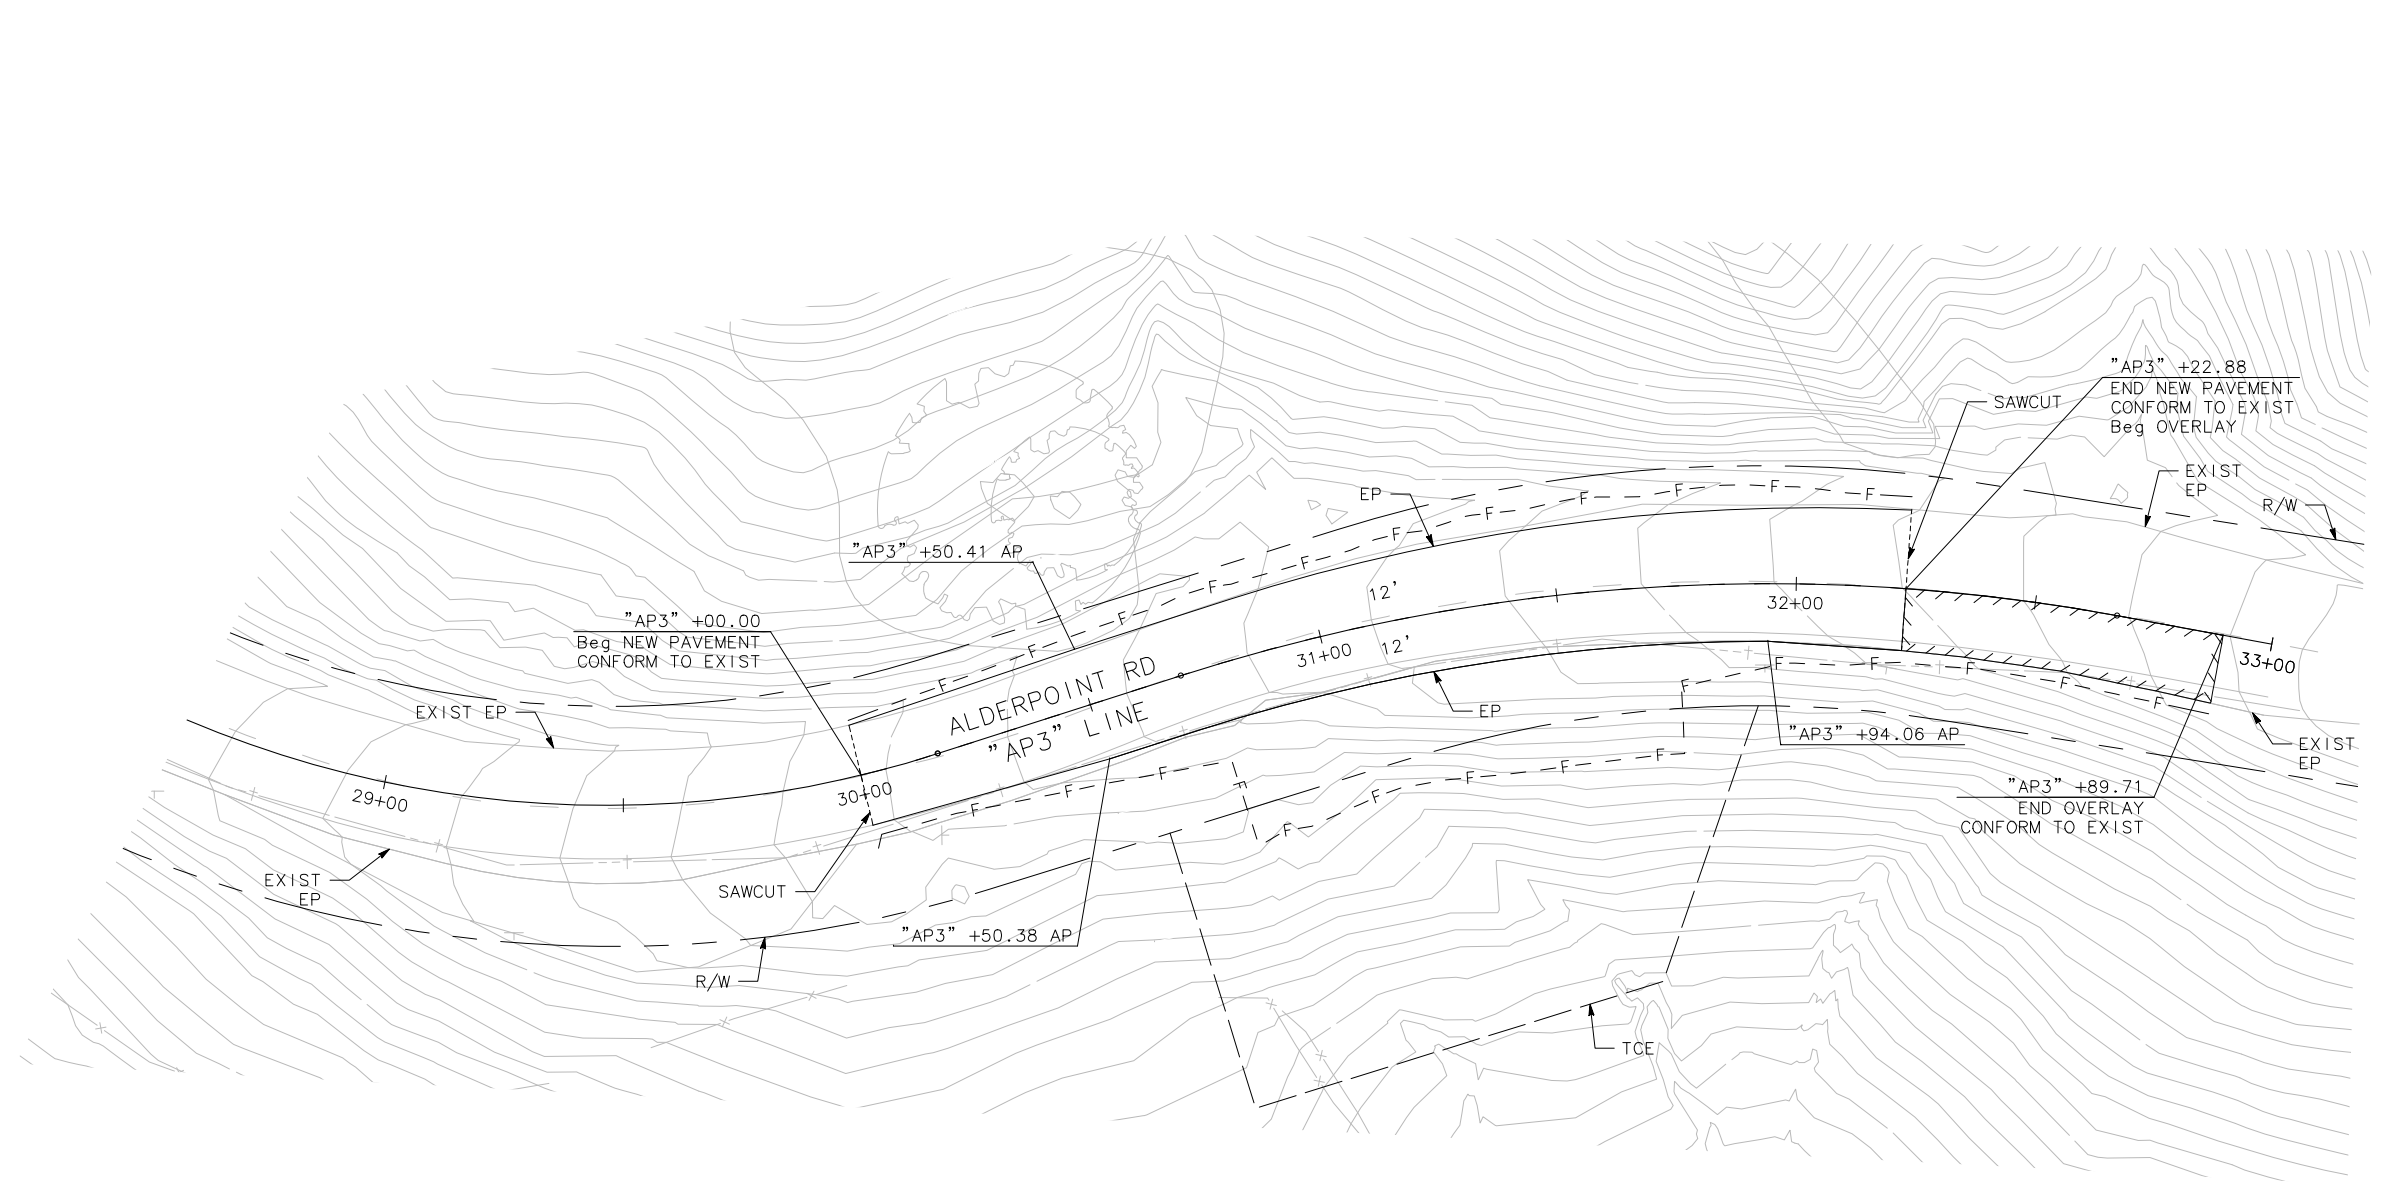 "AP3" +22.88
END NEW PAVEMENT
CONFORM TO EXIST
Beg OVERLAY
SAWCUT
EXIST
EP
R/W
EP
F F F F F F F F F F F
"AP3" +50.41 AP
12'
12'
32+00
31+00
33+00
"AP3" +00.00
Beg NEW PAVEMENT
CONFORM TO EXIST
ALDERPOINT RD
"AP3" LINE
EXIST EP
29+00
30+00
EP
F F F F F
"AP3" +94.06 AP
EXIST
EP
F F F
F F F F F
"AP3" +89.71
END OVERLAY
CONFORM TO EXIST
EXIST
EP
SAWCUT
"AP3" +50.38 AP
R/W
TCE